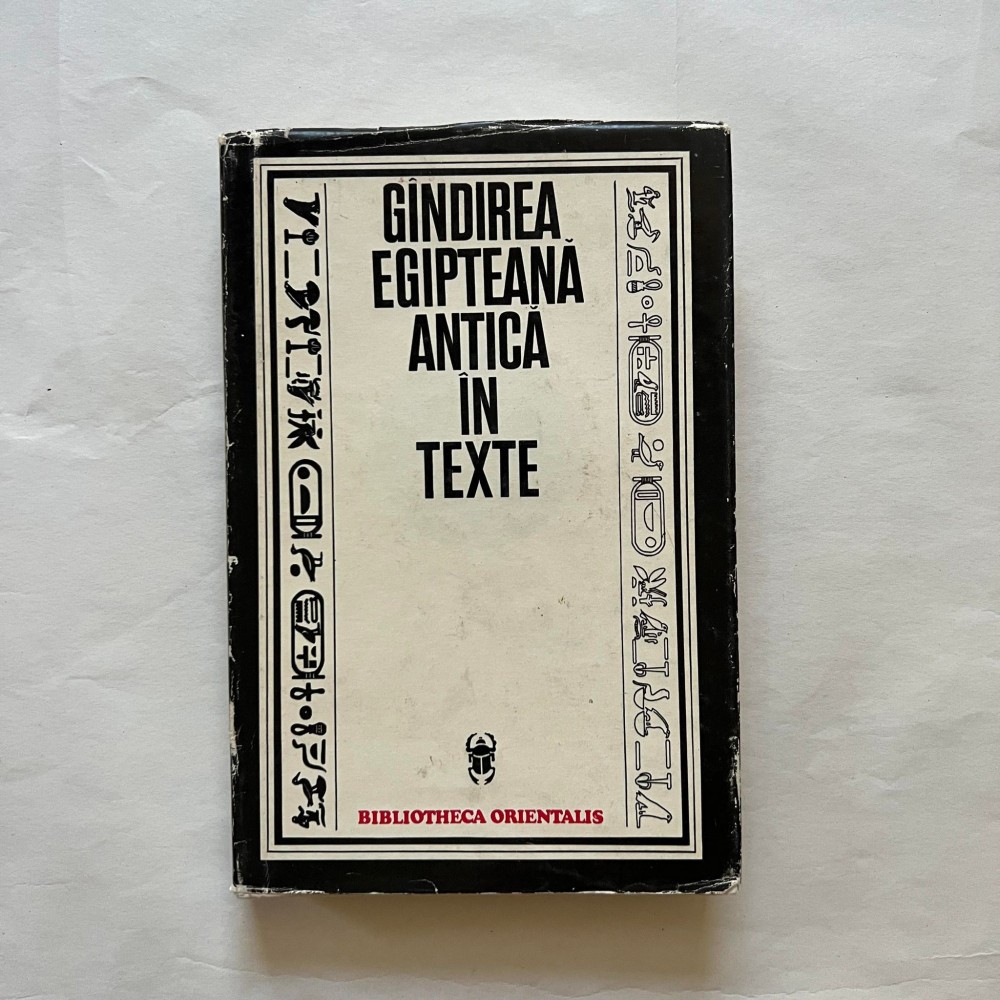 GÎNDIREA
EGIPTEANĂ
ANTICĂ
ÎN
TEXTE
BIBLIOTHECA ORIENTALIS